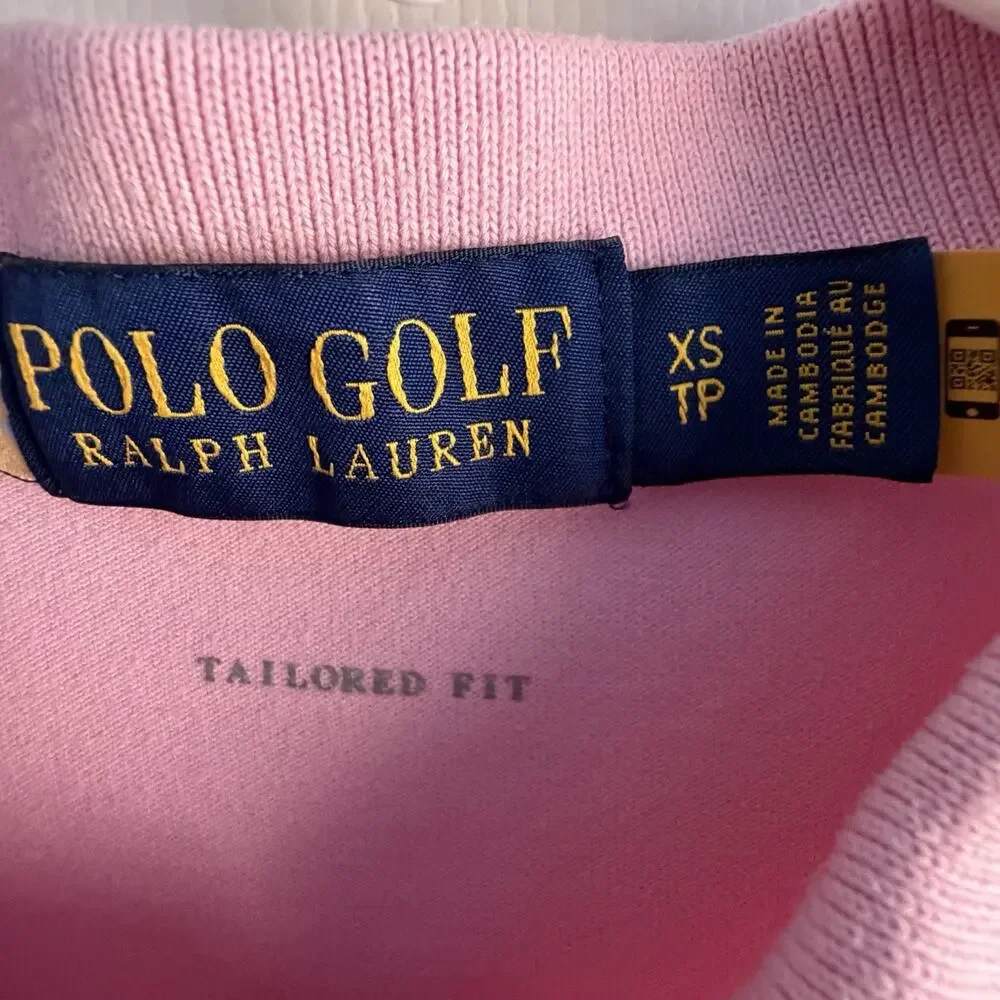 POLO GOLF
RALPH LAUREN
XS
TP
MADE IN
CAMBODIA
FABRIQUÉ AU
CAMBODGE
TAILORED FIT